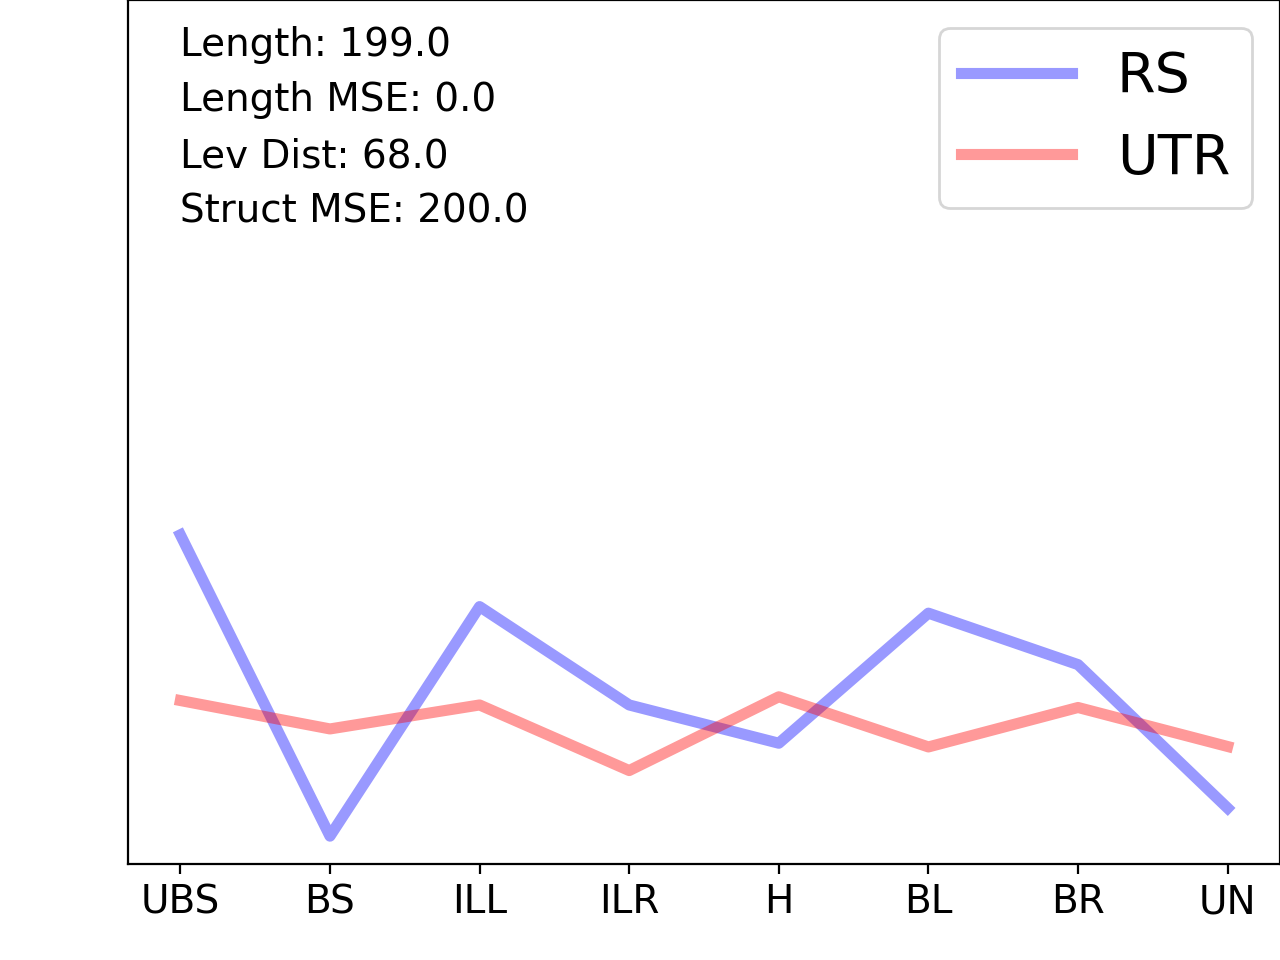 Length: 199.0
Length MSE: 0.0
Lev Dist: 68.0
Struct MSE: 200.0
RS
UTR
UBS BS ILL ILR H BL BR UN